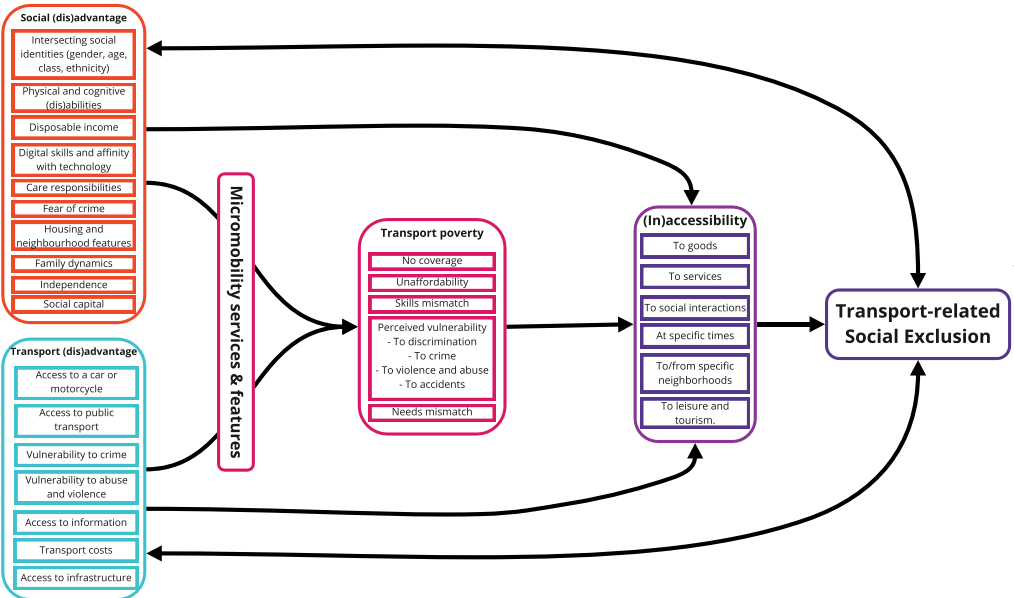 Social (dis)advantage
Intersecting social
identities (gender, age,
class, ethnicity)
Physical and cognitive
(dis)abilities
Disposable income
Digital skills and affinity
with technology
Care responsibilities
Fear of crime
Housing and
neighbourhood features
Family dynamics
Independence
Social capital
Transport (dis)advantage
Access to a car or
motorcycle
Access to public
transport
Vulnerability to crime
Vulnerability to abuse
and violence
Access to information
Transport costs
Access to infrastructure
Micromobility services & features
Transport poverty
No coverage
Unaffordability
Skills mismatch
Perceived vulnerability
- To discrimination
- To crime
- To violence and abuse
- To accidents
Needs mismatch
(In)accessibility
To goods
To services
To social interactions
At specific times
To/from specific
neighborhoods
To leisure and
tourism.
Transport-related
Social Exclusion